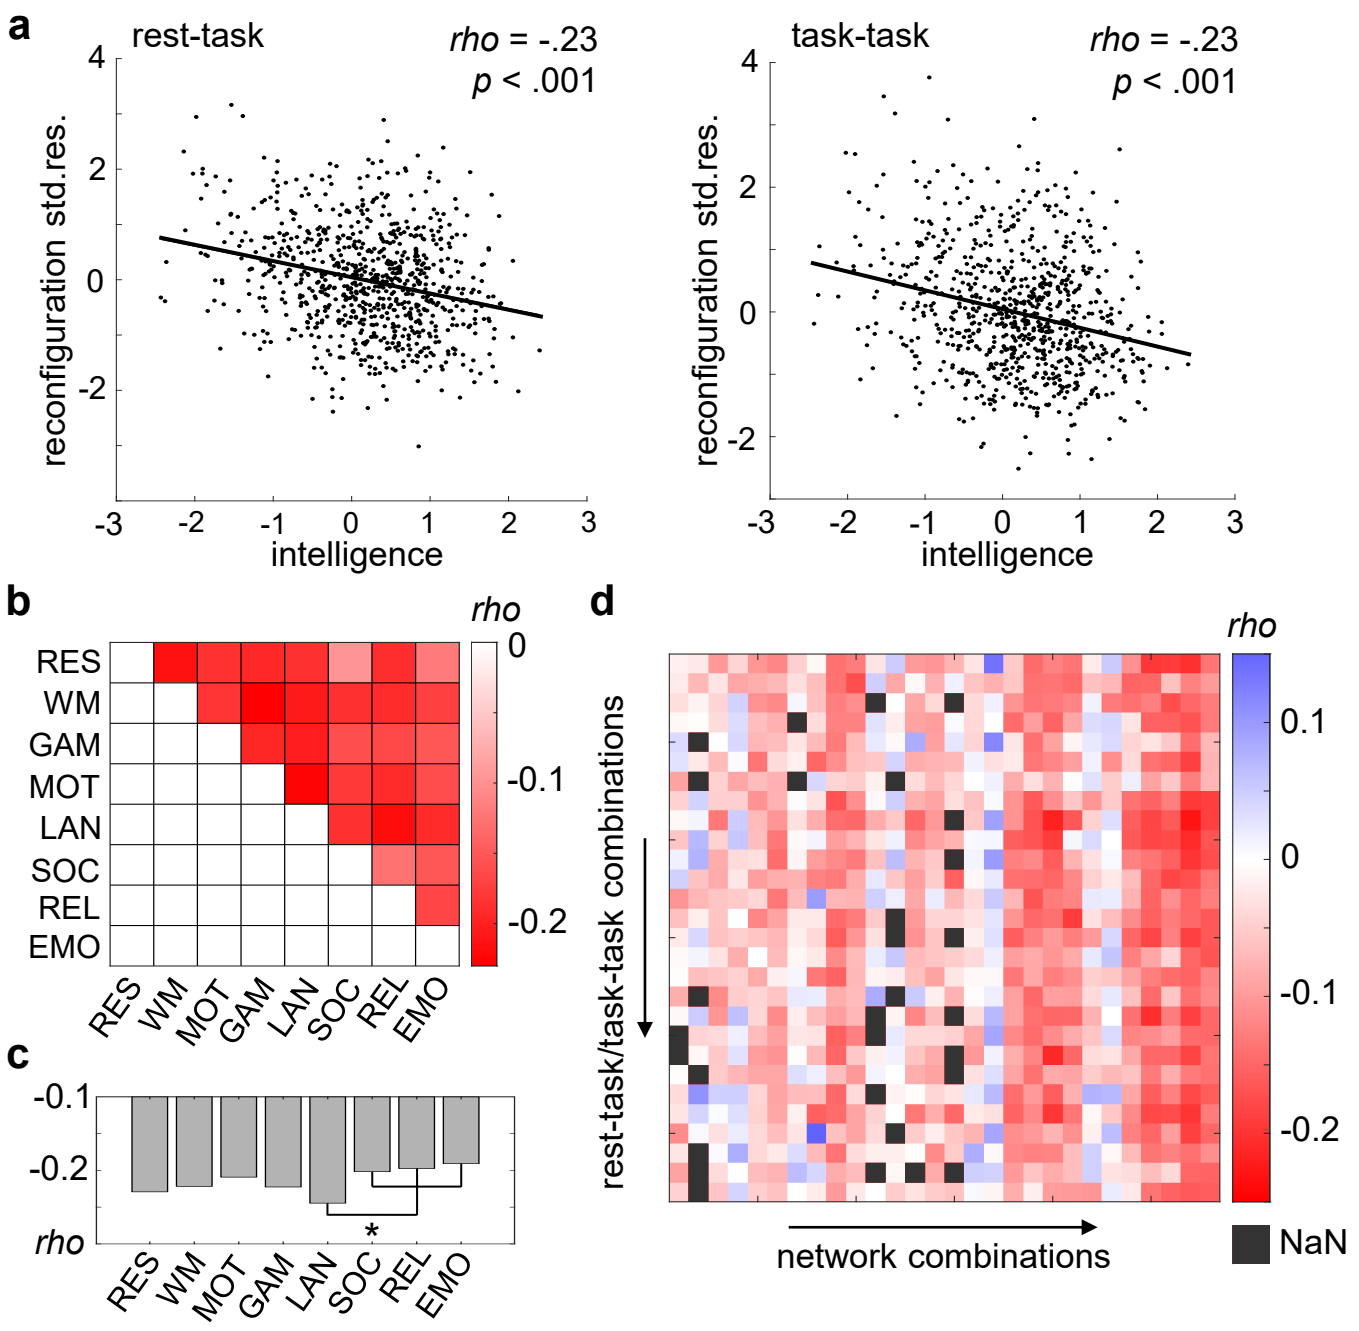 a
rest-task
rho = -.23
p < .001
4
2
0
-2
reconfiguration std.res.
-3
-2
-1
0
1
2
3
intelligence
task-task
rho = -.23
p < .001
4
2
0
-2
reconfiguration std.res.
-3
-2
-1
0
1
2
3
intelligence
b
rho
RES
WM
GAM
MOT
LAN
SOC
REL
EMO
RES
WM
MOT
GAM
LAN
SOC
REL
EMO
0
-0.1
-0.2
c
-0.1
-0.2
rho
*
RES
WM
MOT
GAM
LAN
SOC
REL
EMO
d
rho
rest-task/task-task combinations
network combinations
0.1
0
-0.1
-0.2
NaN